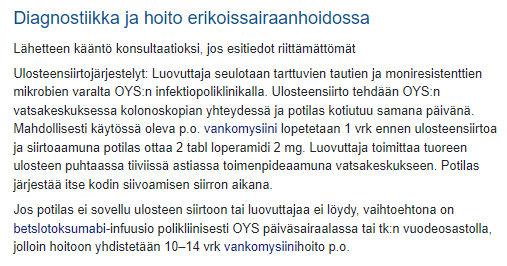 Diagnostiikka ja hoito erikoissairaanhoidossa
Lähetteen kääntö konsultaatioksi, jos esitiedot riittämättömät
Ulosteensiirtojärjestelyt: Luovuttaja seulotaan tarttuvien tautien ja moniresistenttien
mikrobien varalta OYS:n infektiopoliklinikalla. Ulosteensiirto tehdään OYS:n
vatsakeskuksessa kolonoskopian yhteydessä ja potilas kotiutuu samana päivänä.
Mahdollisesti käytössä oleva p.o. vankomysiini lopetetaan 1 vrk ennen ulosteensiirtoa
ja siirtoaamuna potilas ottaa 2 tabl loperamidi 2 mg. Luovuttaja toimittaa tuoreen
ulosteen puhtaassa tiiviissä astiassa toimenpideaamuna vatsakeskukseen. Potilas
järjestää itse kodin siivoamisen siirron aikana.
Jos potilas ei sovellu ulosteen siirtoon tai luovuttajaa ei löydy, vaihtoehtona on
betslotoksumabi-infuusio polikliinisesti OYS päiväsairaalassa tai tk:n vuodeosastolla,
jolloin hoitoon yhdistetään 10–14 vrk vankomysiinihoito p.o.